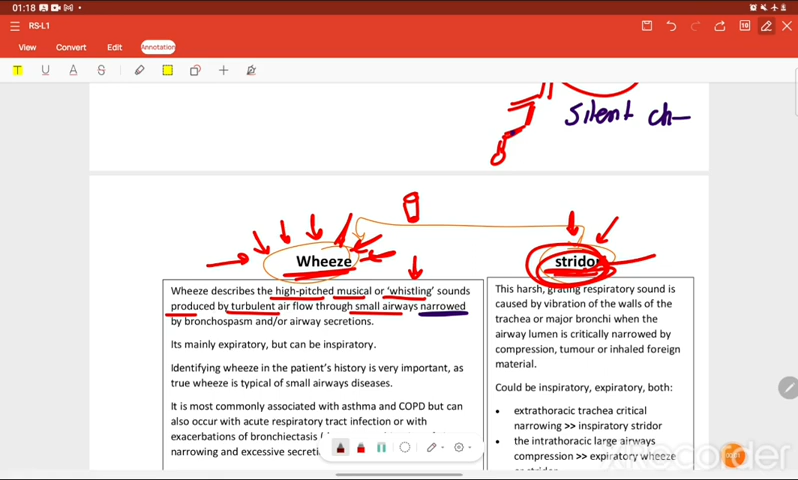 01:18
RS-L1
View Convert Edit Annotation
silent ch-
Wheeze
Wheeze describes the high-pitched musical or 'whistling' sounds
produced by turbulent air flow through small airways narrowed
by bronchospasm and/or airway secretions.
Its mainly expiratory, but can be inspiratory.
Identifying wheeze in the patient's history is very important, as
true wheeze is typical of small airways diseases.
It is most commonly associated with asthma and COPD but can
also occur with acute respiratory tract infection or with
exacerbations of bronchiectasis
narrowing and excessive
stridor
This harsh, grating respiratory sound is
caused by vibration of the walls of the
trachea or major bronchi when the
airway lumen is critically narrowed by
compression, tumour or inhaled foreign
material.
Could be inspiratory, expiratory, both:
• extrathoracic trachea critical
narrowing >> inspiratory stridor
• the intrathoracic large airways
compression >> expiratory wheeze
or stridor